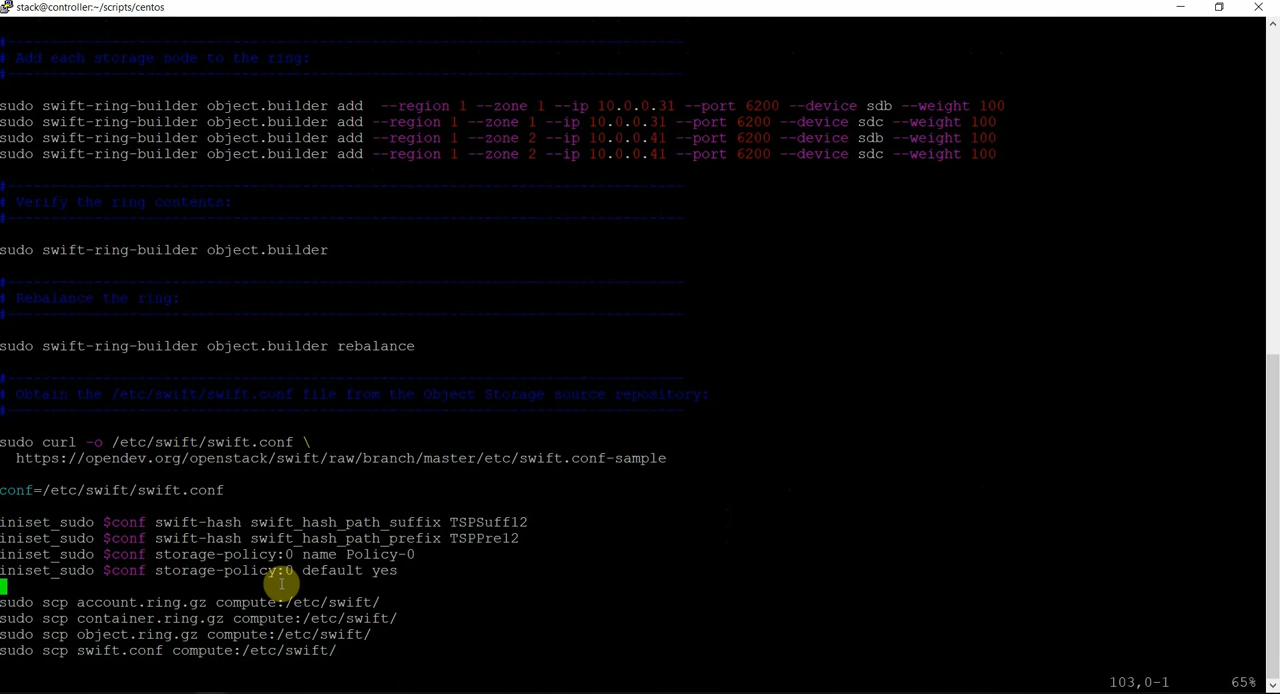 stack@controller:~/scripts/centos
#-------------------------------------------------------------------------------
# Add each storage node to the ring:
#-------------------------------------------------------------------------------
sudo swift-ring-builder object.builder add  --region 1 --zone 1 --ip 10.0.0.31 --port 6200 --device sdb --weight 100
sudo swift-ring-builder object.builder add --region 1 --zone 1 --ip 10.0.0.31 --port 6200 --device sdc --weight 100
sudo swift-ring-builder object.builder add --region 1 --zone 2 --ip 10.0.0.41 --port 6200 --device sdb --weight 100
sudo swift-ring-builder object.builder add --region 1 --zone 2 --ip 10.0.0.41 --port 6200 --device sdc --weight 100
#-------------------------------------------------------------------------------
# Verify the ring contents:
#-------------------------------------------------------------------------------
sudo swift-ring-builder object.builder
#-------------------------------------------------------------------------------
# Rebalance the ring:
#-------------------------------------------------------------------------------
sudo swift-ring-builder object.builder rebalance
#-------------------------------------------------------------------------------
# Obtain the /etc/swift/swift.conf file from the Object Storage source repository:
#-------------------------------------------------------------------------------
sudo curl -o /etc/swift/swift.conf \
https://opendev.org/openstack/swift/raw/branch/master/etc/swift.conf-sample
conf=/etc/swift/swift.conf
iniset_sudo $conf swift-hash swift_hash_path_suffix TSPSuff12
iniset_sudo $conf swift-hash swift_hash_path_prefix TSPPre12
iniset_sudo $conf storage-policy:0 name Policy-0
iniset_sudo $conf storage-policy:0 default yes
sudo scp account.ring.gz compute:/etc/swift/
sudo scp container.ring.gz compute:/etc/swift/
sudo scp object.ring.gz compute:/etc/swift/
sudo scp swift.conf compute:/etc/swift/
103,0-1 65%